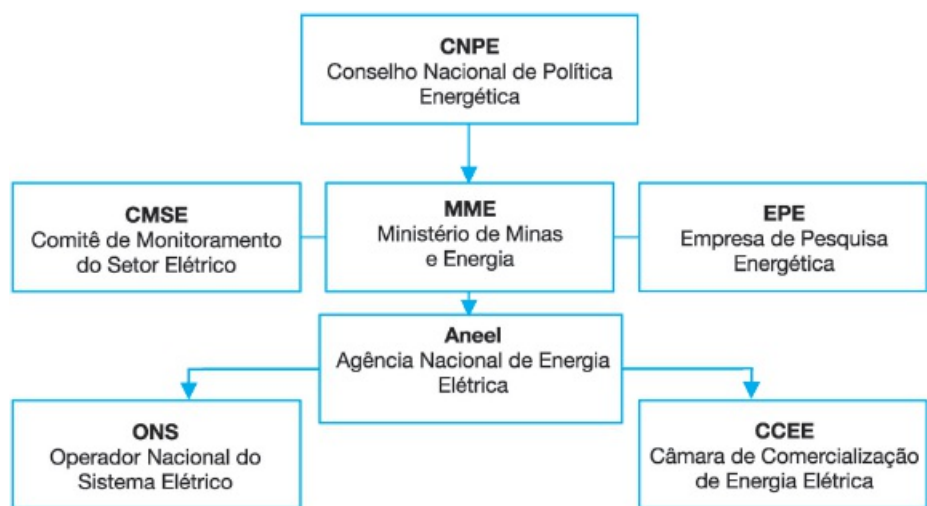 CNPE
Conselho Nacional de Política
Energética
CMSE
Comitê de Monitoramento
do Setor Elétrico
MME
Ministério de Minas
e Energia
EPE
Empresa de Pesquisa
Energética
Aneel
Agência Nacional de Energia
Elétrica
ONS
Operador Nacional do
Sistema Elétrico
CCEE
Câmara de Comercialização
de Energia Elétrica